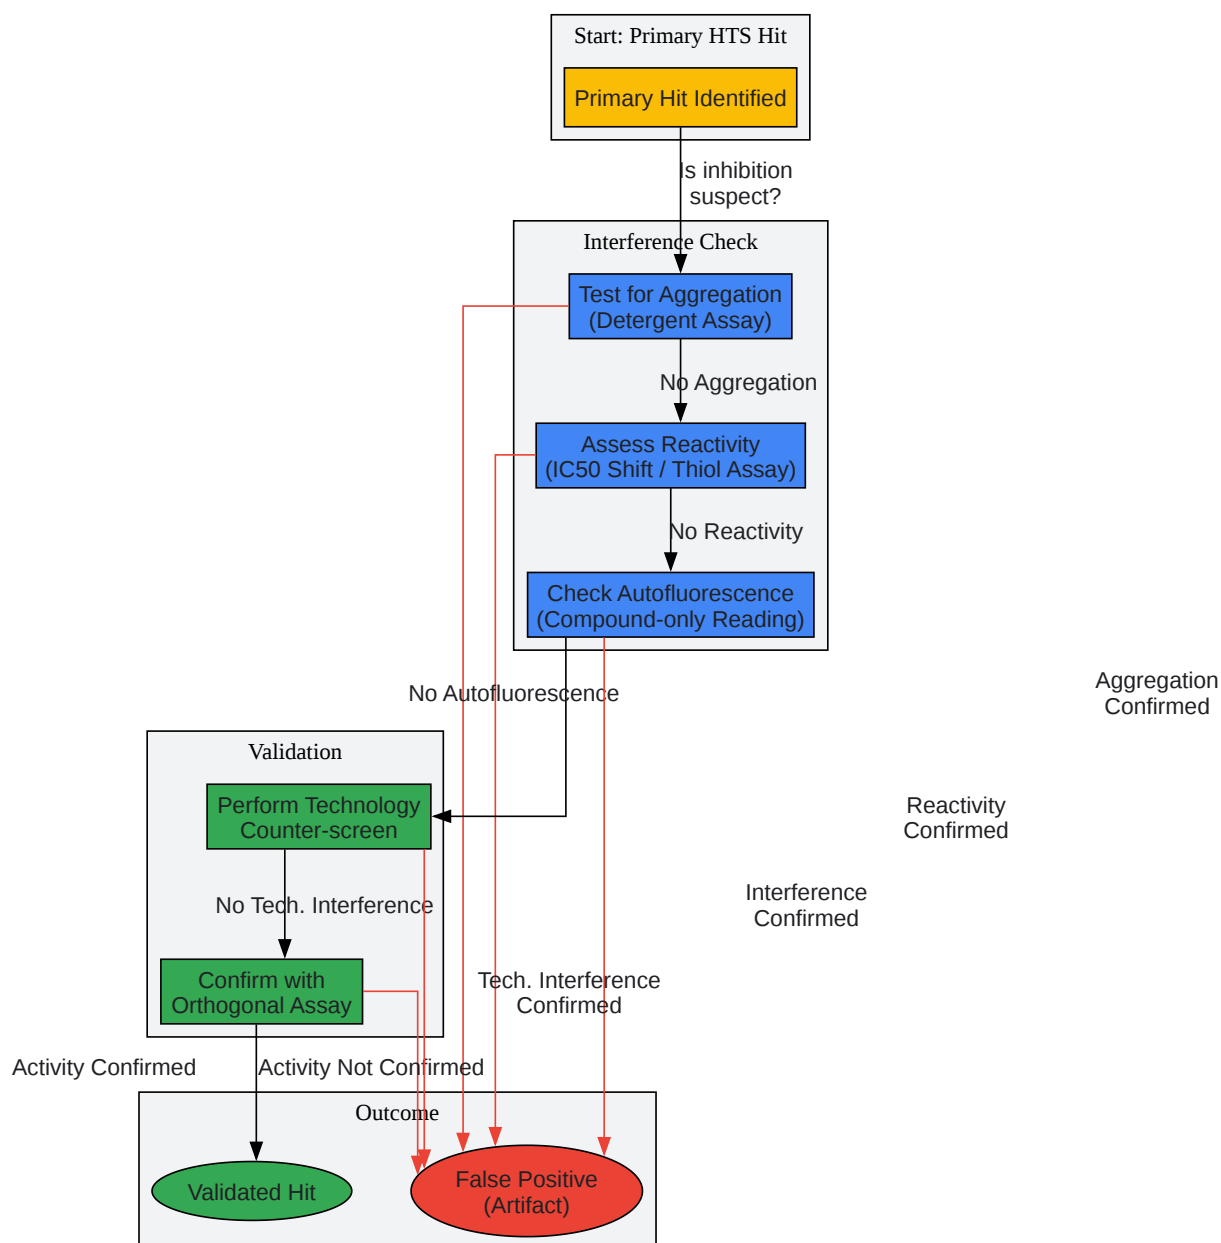 Start: Primary HTS Hit
Primary Hit Identified
Is inhibition
suspect?
Interference Check
Test for Aggregation
(Detergent Assay)
No Aggregation
Assess Reactivity
(IC50 Shift / Thiol Assay)
No Reactivity
Check Autofluorescence
(Compound-only Reading)
No Autofluorescence
Aggregation
Confirmed
Validation
Perform Technology
Counter-screen
Reactivity
Confirmed
No Tech. Interference
Interference
Confirmed
Confirm with
Orthogonal Assay
Tech. Interference
Confirmed
Activity Confirmed
Activity Not Confirmed
Outcome
Validated Hit
False Positive
(Artifact)